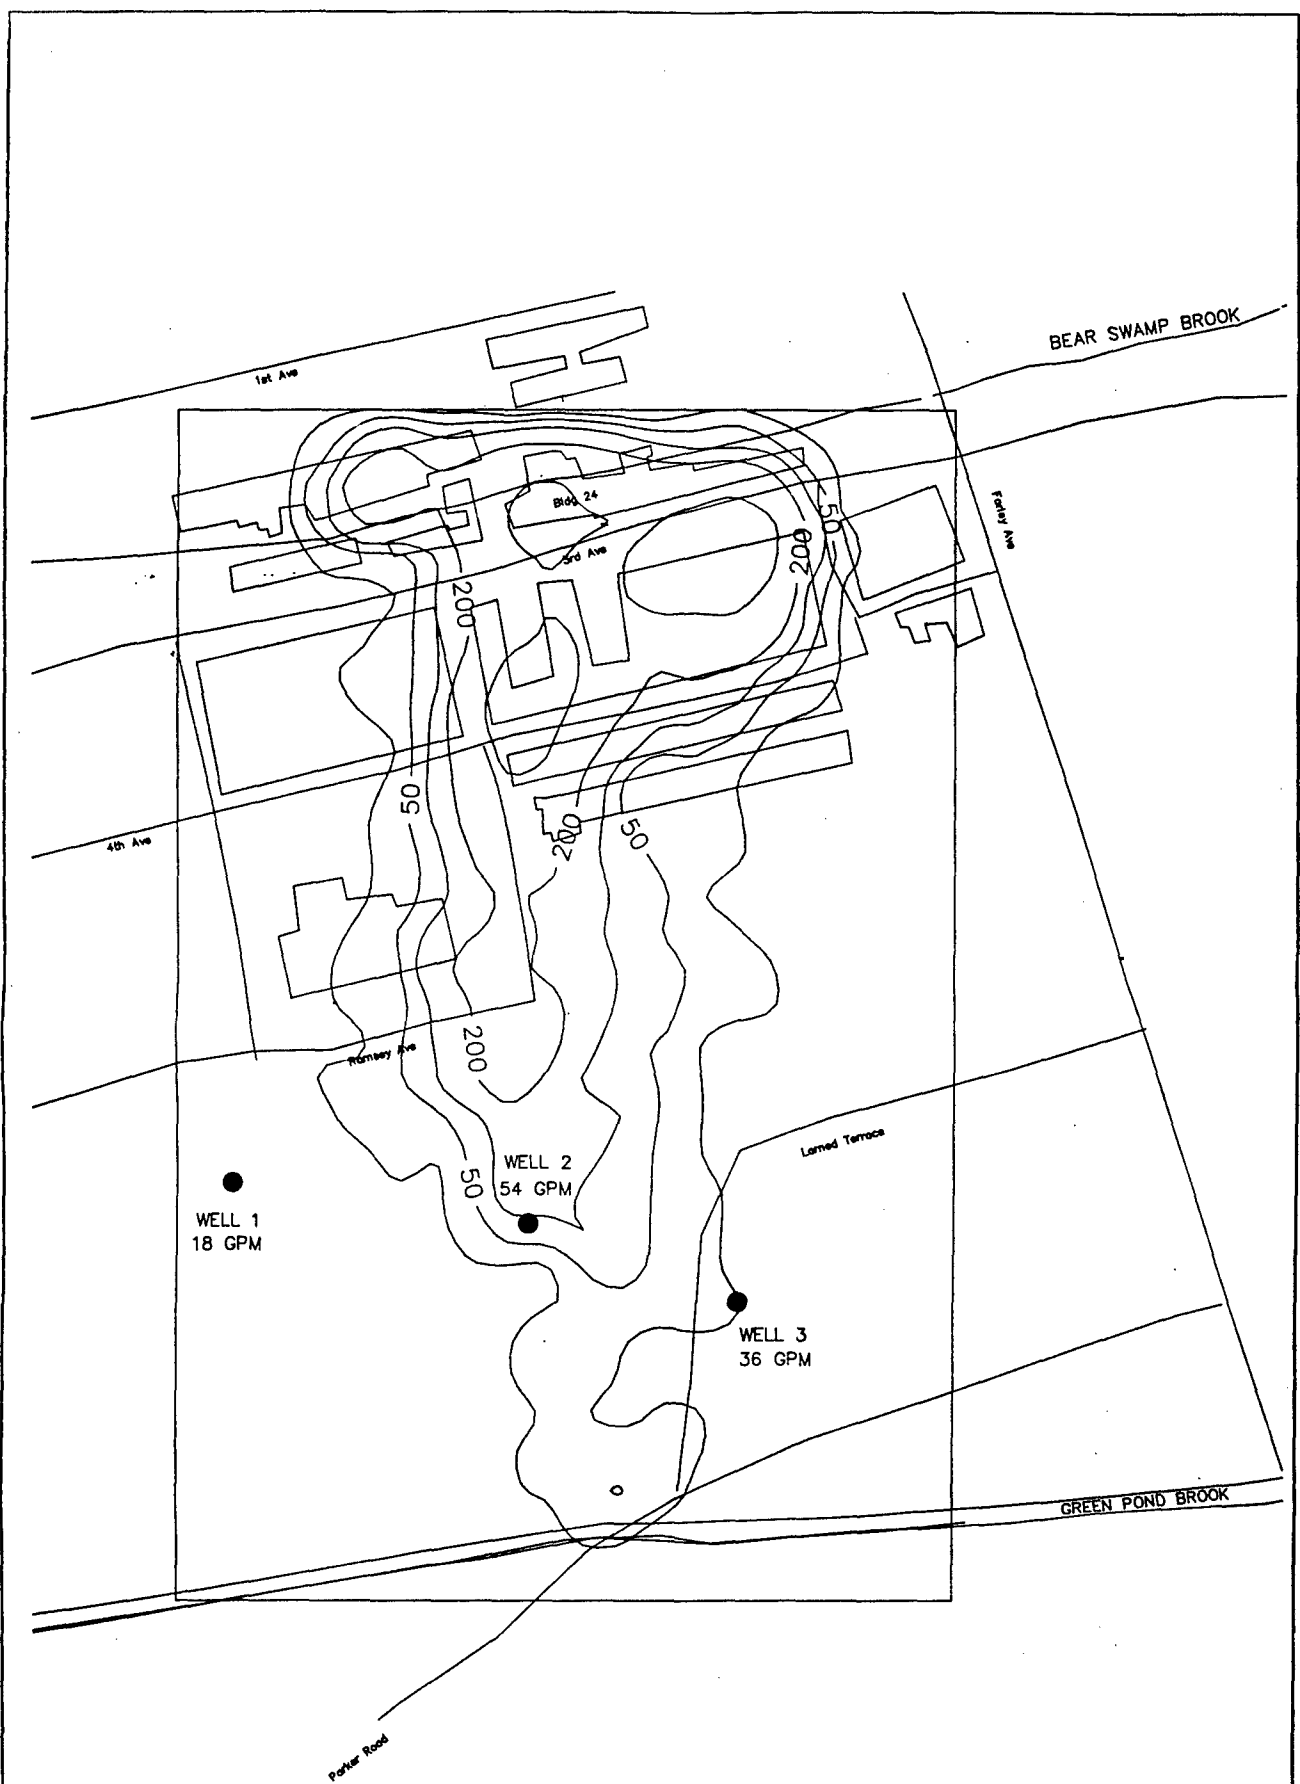 BEAR SWAMP BROOK
1st Ave
Bldg 24
Farley Ave
50
200
3rd Ave
200
50
4th Ave
200
50
200
Ramsey Ave
Larned Terrace
WELL 2
54 GPM
50
WELL 1
18 GPM
WELL 3
36 GPM
GREEN POND BROOK
Parker Road